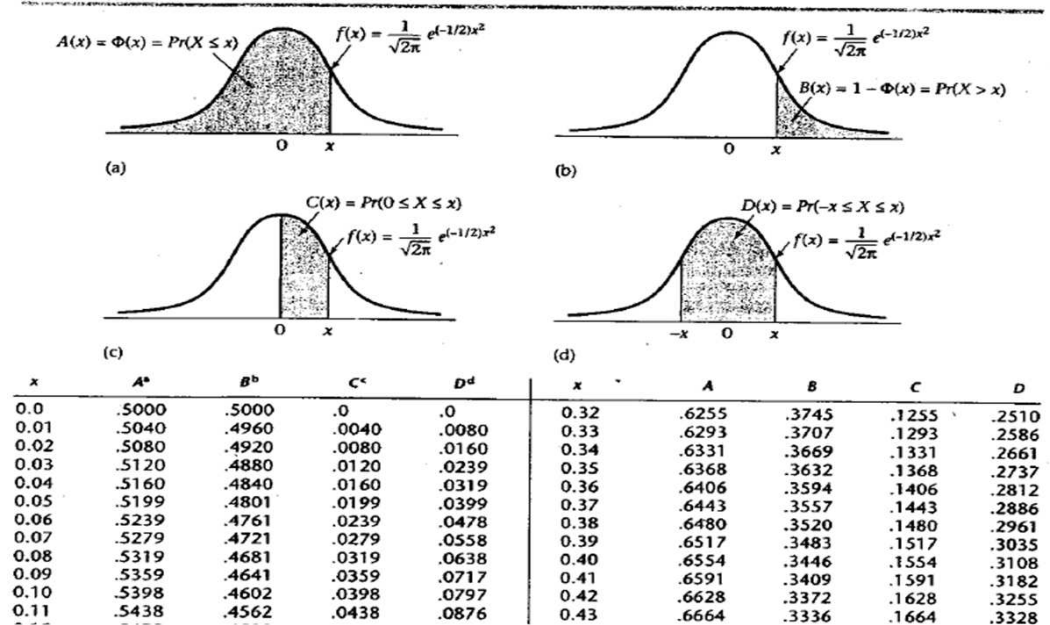 A(x) = Φ(x) = Pr(X ≤ x)
f(x) = 1/√2π e^(-1/2)x²
0 x
(a)
f(x) = 1/√2π e^(-1/2)x²
B(x) = 1 − Φ(x) = Pr(X > x)
0 x
(b)
C(x) = Pr(0 ≤ X ≤ x)
f(x) = 1/√2π e^(-1/2)x²
0 x
(c)
D(x) = Pr(−x ≤ X ≤ x)
f(x) = 1/√2π e^(-1/2)x²
−x 0 x
(d)
x Aᵃ Bᵇ Cᶜ Dᵈ x A B C D
0.0 .5000 .5000 .0 .0 0.32 .6255 .3745 .1255 .2510
0.01 .5040 .4960 .0040 .0080 0.33 .6293 .3707 .1293 .2586
0.02 .5080 .4920 .0080 .0160 0.34 .6331 .3669 .1331 .2661
0.03 .5120 .4880 .0120 .0239 0.35 .6368 .3632 .1368 .2737
0.04 .5160 .4840 .0160 .0319 0.36 .6406 .3594 .1406 .2812
0.05 .5199 .4801 .0199 .0399 0.37 .6443 .3557 .1443 .2886
0.06 .5239 .4761 .0239 .0478 0.38 .6480 .3520 .1480 .2961
0.07 .5279 .4721 .0279 .0558 0.39 .6517 .3483 .1517 .3035
0.08 .5319 .4681 .0319 .0638 0.40 .6554 .3446 .1554 .3108
0.09 .5359 .4641 .0359 .0717 0.41 .6591 .3409 .1591 .3182
0.10 .5398 .4602 .0398 .0797 0.42 .6628 .3372 .1628 .3255
0.11 .5438 .4562 .0438 .0876 0.43 .6664 .3336 .1664 .3328